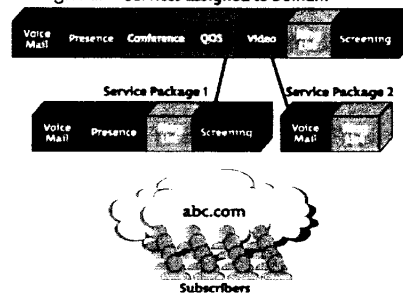 Services assigned to Domain
Voice Mail Presence Conference QOS Video Screening
Service Package 1 Service Package 2
Voice Mail Presence Screening Voice Mail
abc.com
Subscribers